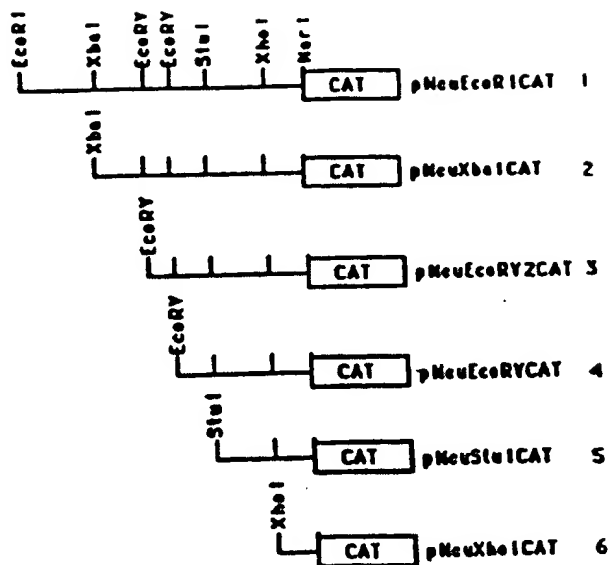 EcoRI XbaI EcoRV EcoRV StuI XhoI NarI
CAT pNeuEcoRICAT 1
XbaI
CAT pNeuXbaICAT 2
EcoRV
CAT pNeuEcoRV2CAT 3
EcoRV
CAT pNeuEcoRVCAT 4
StuI
CAT pNeuStuICAT 5
XhoI
CAT pNeuXhoICAT 6